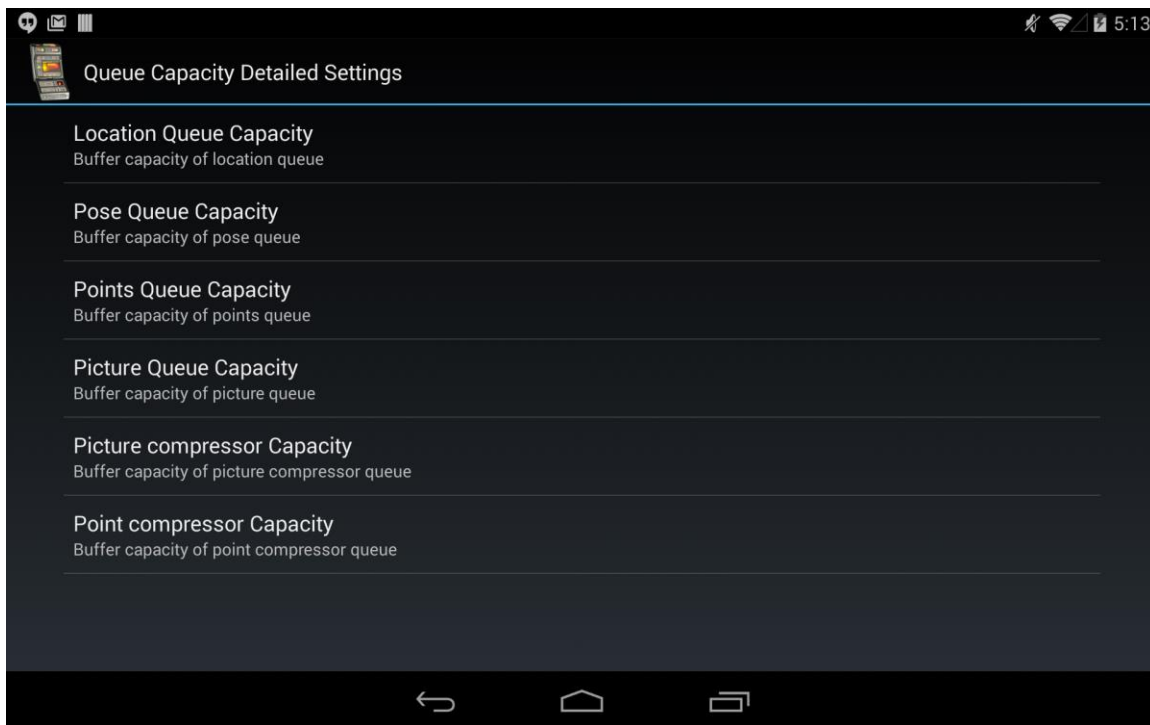 5:13
Queue Capacity Detailed Settings
Location Queue Capacity
Buffer capacity of location queue
Pose Queue Capacity
Buffer capacity of pose queue
Points Queue Capacity
Buffer capacity of points queue
Picture Queue Capacity
Buffer capacity of picture queue
Picture compressor Capacity
Buffer capacity of picture compressor queue
Point compressor Capacity
Buffer capacity of point compressor queue